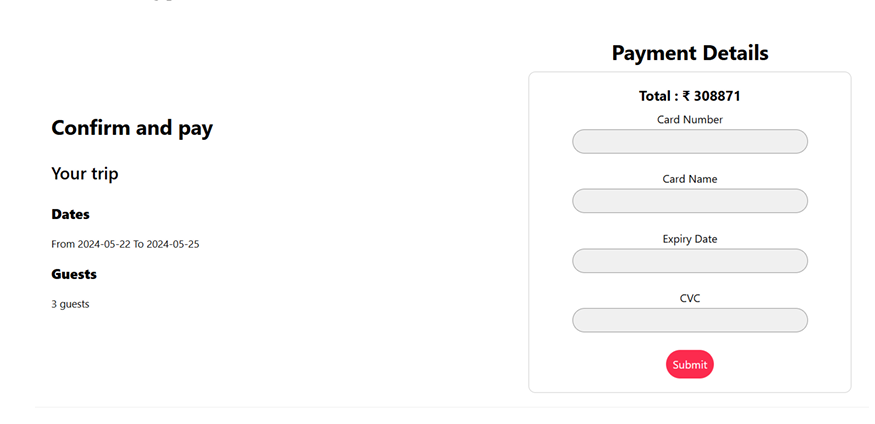 Confirm and pay
Your trip
Dates
From 2024-05-22 To 2024-05-25
Guests
3 guests
Payment Details
Total : ₹ 308871
Card Number
Card Name
Expiry Date
CVC
Submit